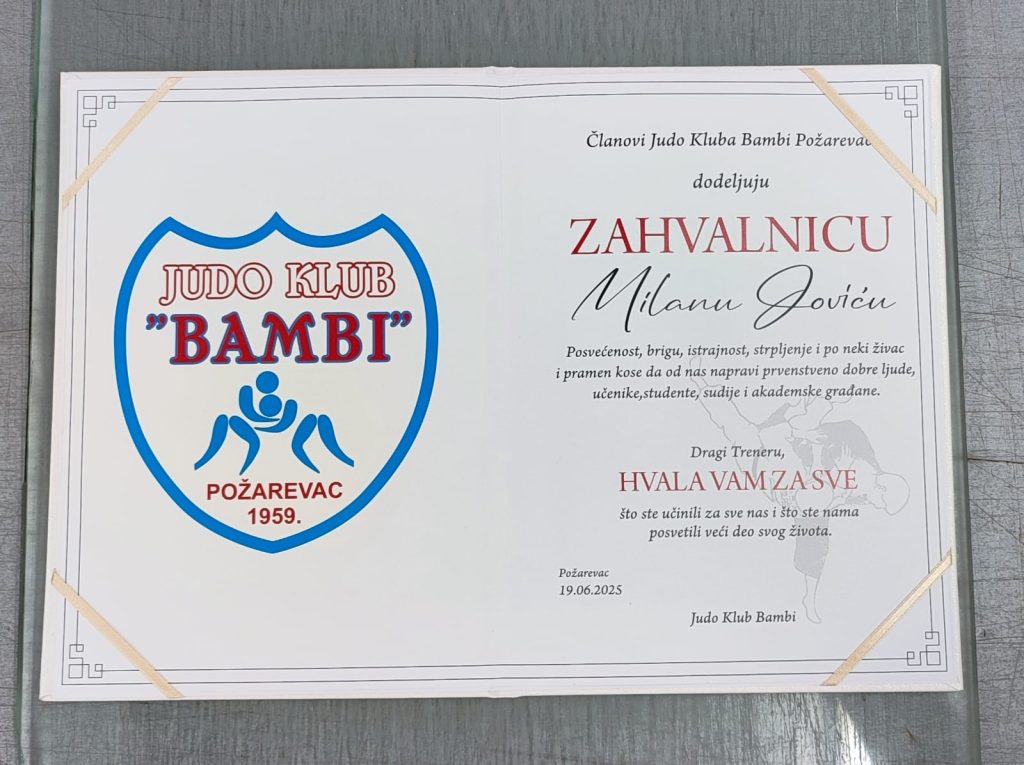 JUDO KLUB
"BAMBI"
POŽAREVAC
1959.
Članovi Judo Kluba Bambi Požarevac
dodeljuju
ZAHVALNICU
Milanu Joviću
Posvećenost, brigu, istrajnost, strpljenje i po neki živac
i pramen kose da od nas napravi prvenstveno dobre ljude,
učenike,studente, sudije i akademske građane.
Dragi Treneru,
HVALA VAM ZA SVE
što ste učinili za sve nas i što ste nama
posvetili veći deo svog života.
Požarevac
19.06.2025
Judo Klub Bambi